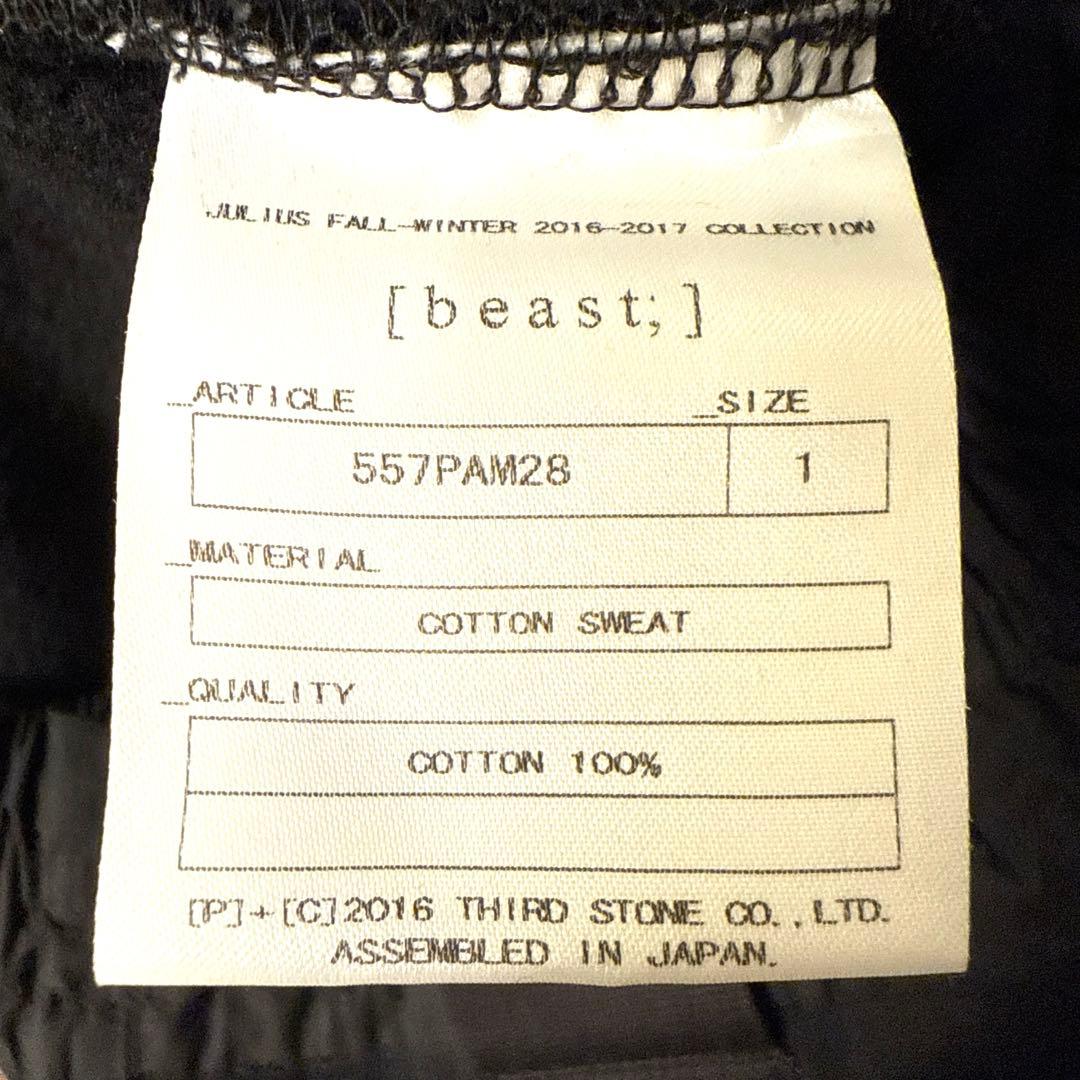 JULIUS FALL-WINTER 2016-2017 COLLECTION
[beast;]
_ARTICLE _SIZE
557PAM28 1
_MATERIAL
COTTON SWEAT
_QUALITY
COTTON 100%
[P]+[C]2016 THIRD STONE CO.,LTD.
ASSEMBLED IN JAPAN.